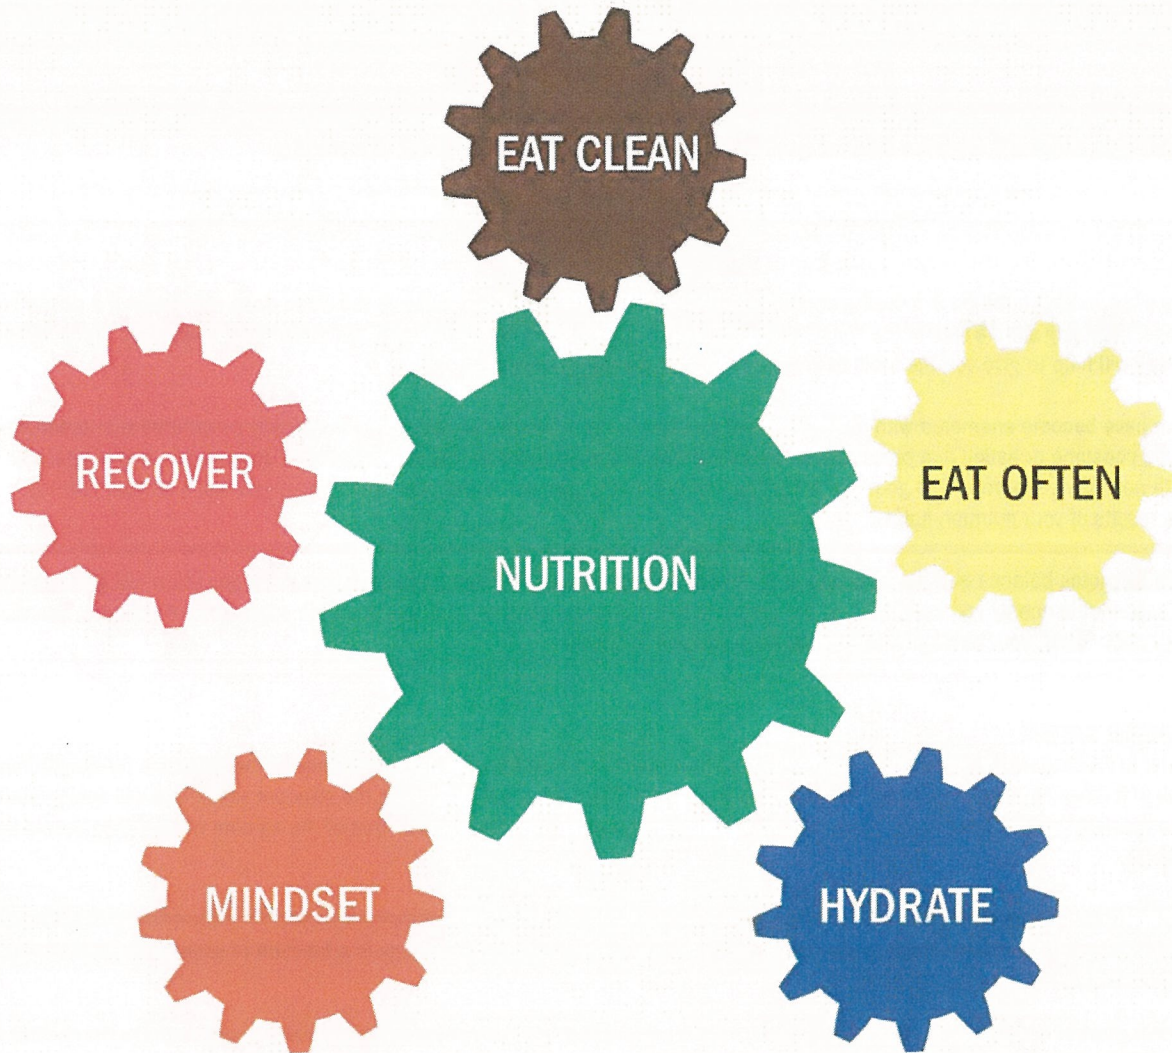 EAT CLEAN
RECOVER
EAT OFTEN
NUTRITION
MINDSET
HYDRATE